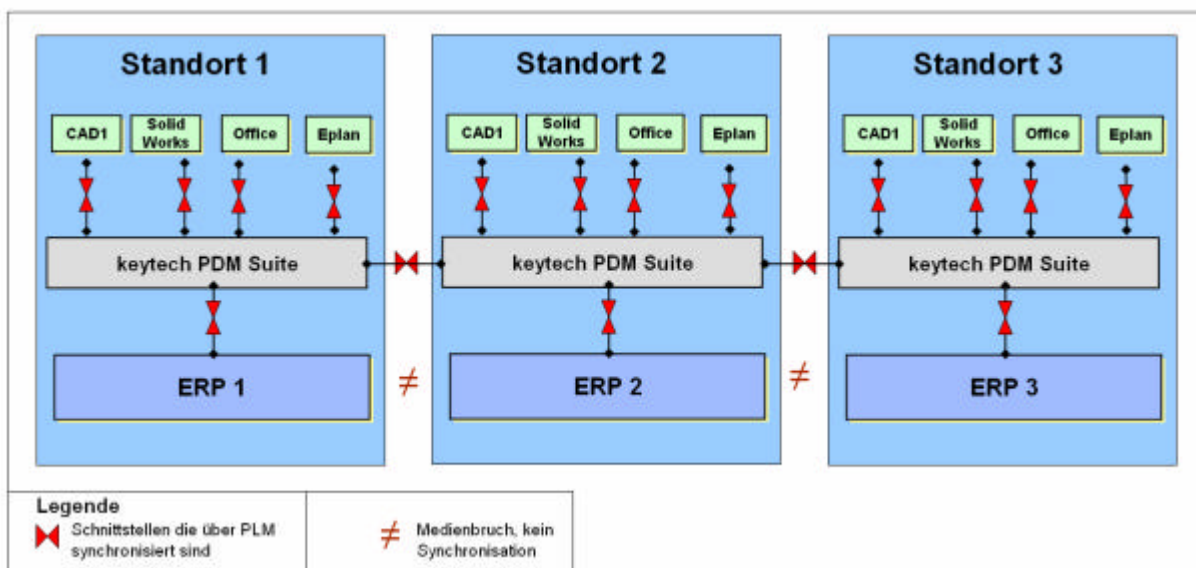 Standort 1
Standort 2
Standort 3
CAD1
Solid
Works
Office
Eplan
CAD1
Solid
Works
Office
Eplan
CAD1
Solid
Works
Office
Eplan
keytech PDM Suite
keytech PDM Suite
keytech PDM Suite
ERP 1
≠
ERP 2
≠
ERP 3
Legende
Schnittstellen die über PLM
synchronisiert sind
≠
Medienbruch, kein
Synchronisation